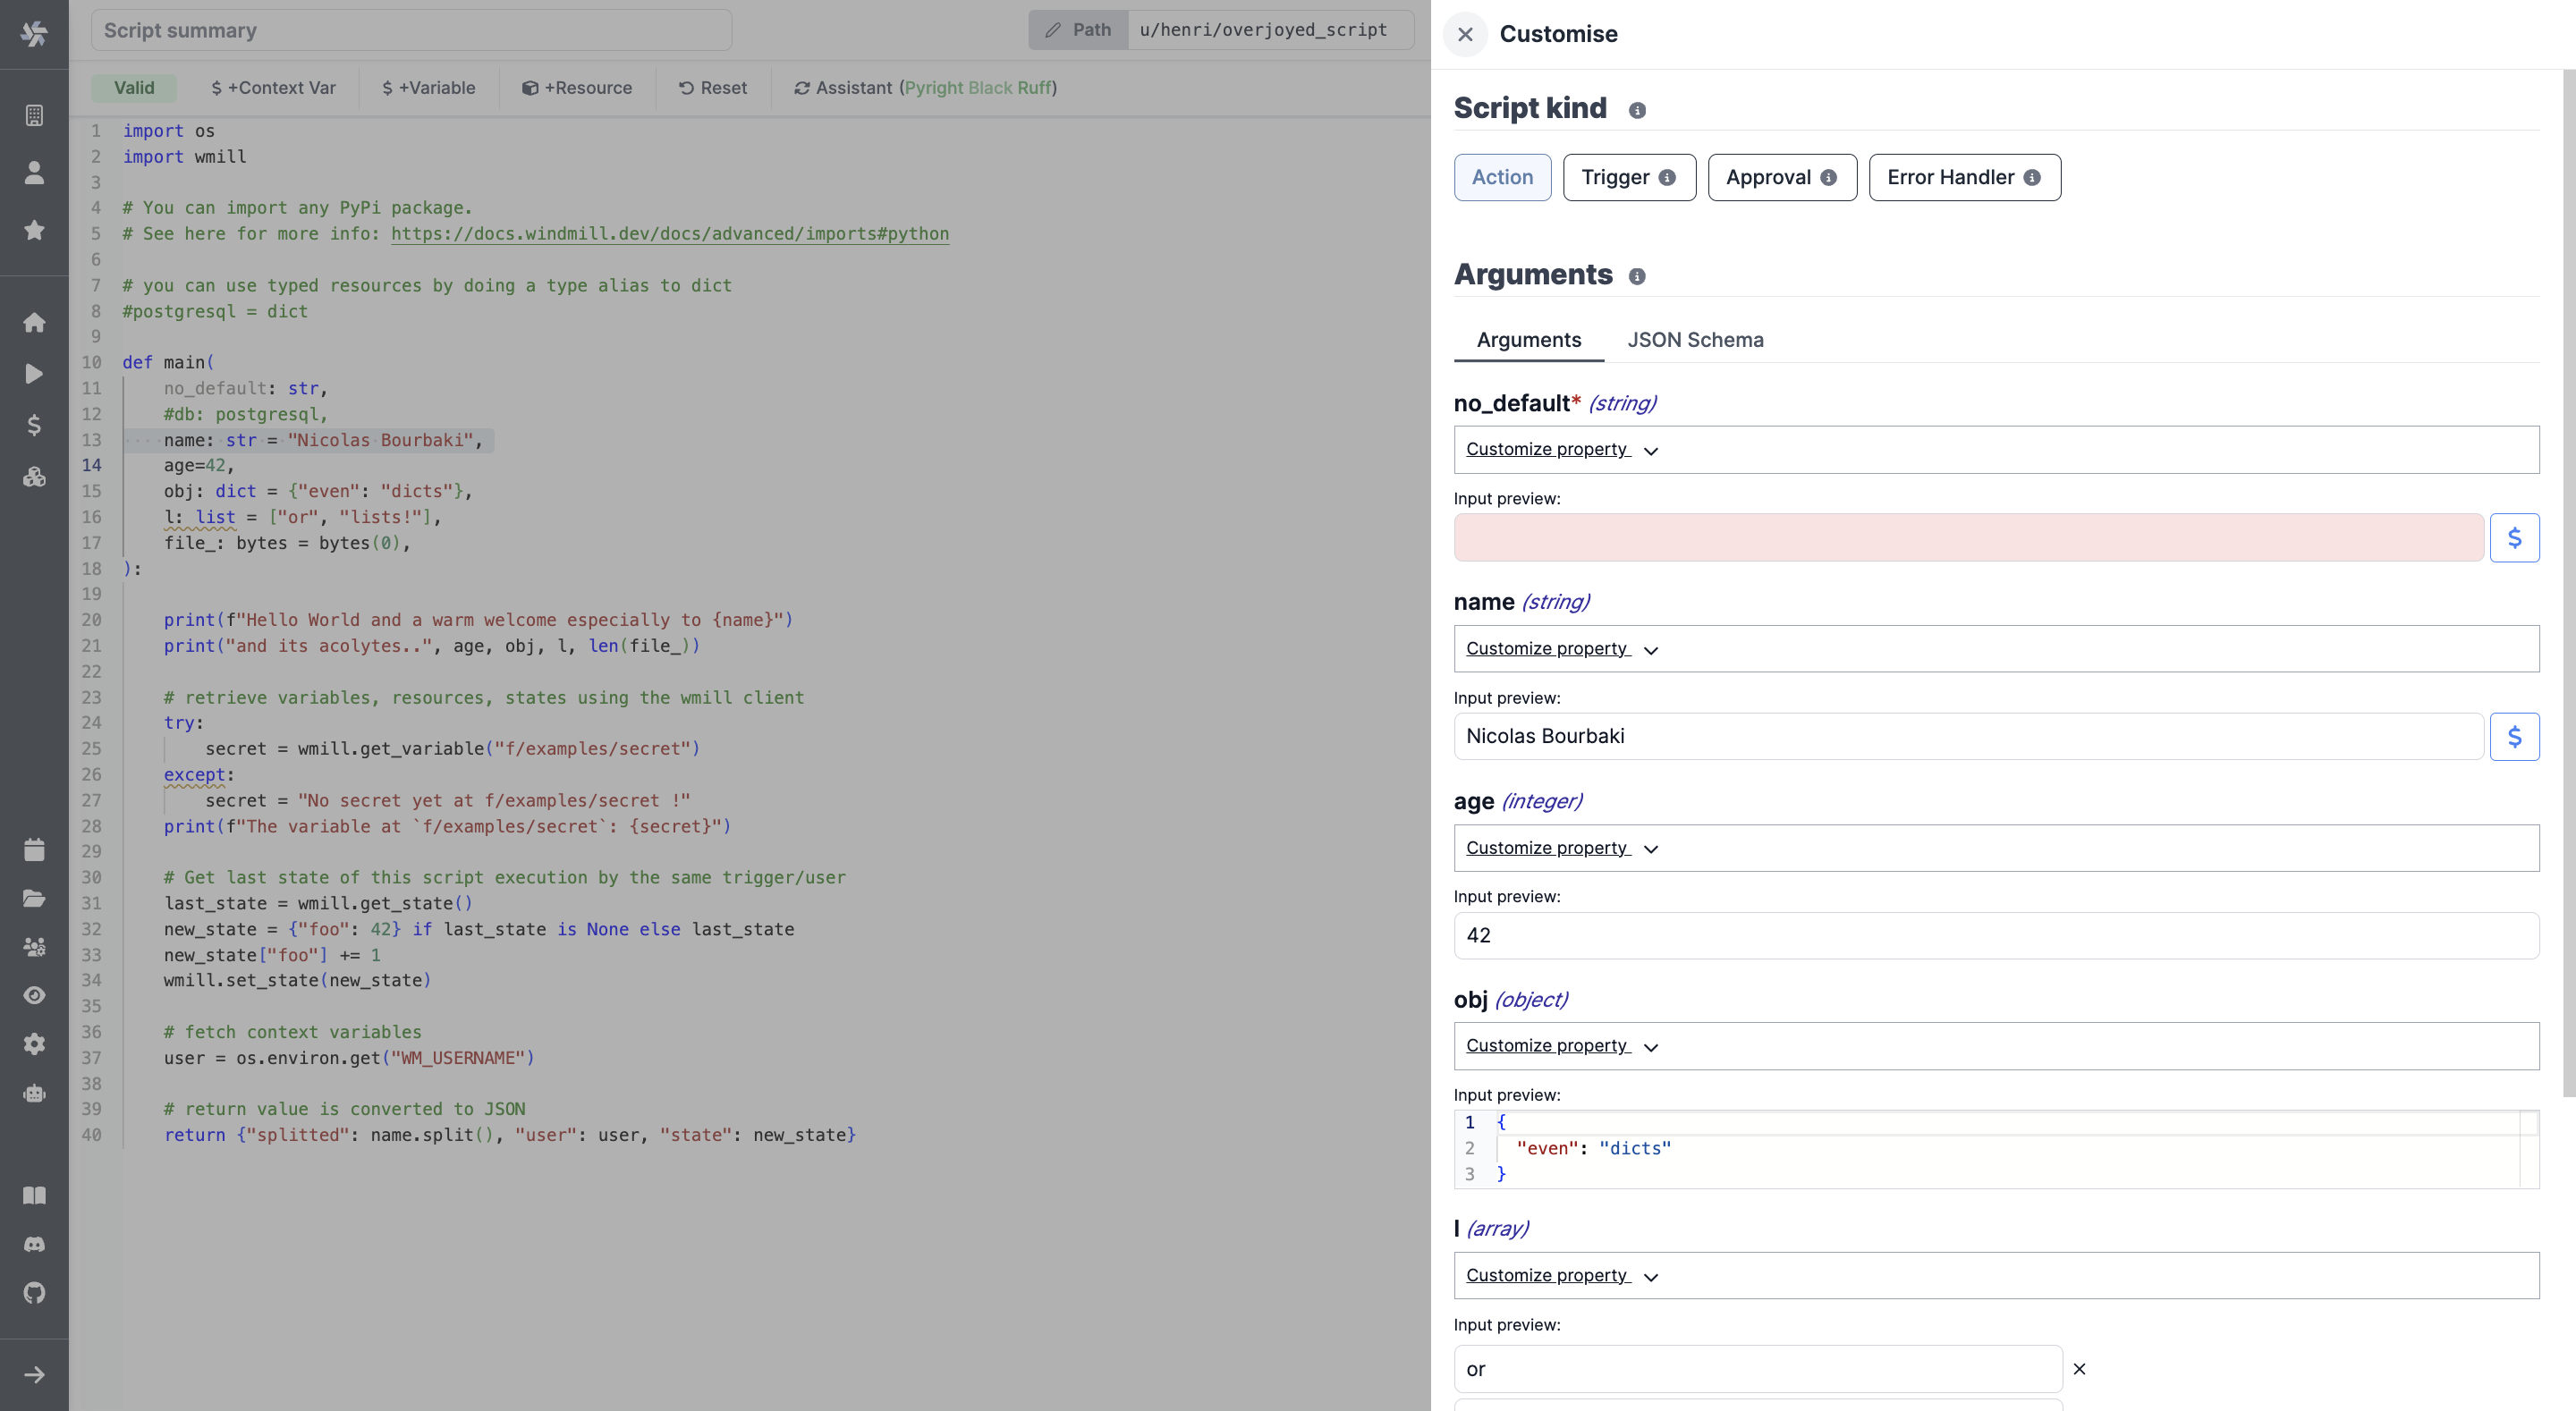 Script summary
Path u/henri/overjoyed_script
Valid $ +Context Var $ +Variable +Resource Reset Assistant (Pyright Black Ruff)
1 import os
2 import wmill
3
4 # You can import any PyPi package.
5 # See here for more info: https://docs.windmill.dev/docs/advanced/imports#python
6
7 # you can use typed resources by doing a type alias to dict
8 #postgresql = dict
9
10 def main(
11 no_default: str,
12 #db: postgresql,
13 name: str = "Nicolas Bourbaki",
14 age=42,
15 obj: dict = {"even": "dicts"},
16 l: list = ["or", "lists!"],
17 file_: bytes = bytes(0),
18 ):
19
20 print(f"Hello World and a warm welcome especially to {name}")
21 print("and its acolytes..", age, obj, l, len(file_))
22
23 # retrieve variables, resources, states using the wmill client
24 try:
25 secret = wmill.get_variable("f/examples/secret")
26 except:
27 secret = "No secret yet at f/examples/secret !"
28 print(f"The variable at `f/examples/secret`: {secret}")
29
30 # Get last state of this script execution by the same trigger/user
31 last_state = wmill.get_state()
32 new_state = {"foo": 42} if last_state is None else last_state
33 new_state["foo"] += 1
34 wmill.set_state(new_state)
35
36 # fetch context variables
37 user = os.environ.get("WM_USERNAME")
38
39 # return value is converted to JSON
40 return {"splitted": name.split(), "user": user, "state": new_state}
Customise
Script kind
Action Trigger Approval Error Handler
Arguments
Arguments JSON Schema
no_default* (string)
Customize property
Input preview:
$
name (string)
Customize property
Input preview:
Nicolas Bourbaki $
age (integer)
Customize property
Input preview:
42
obj (object)
Customize property
Input preview:
1 {
2 "even": "dicts"
3 }
l (array)
Customize property
Input preview:
or